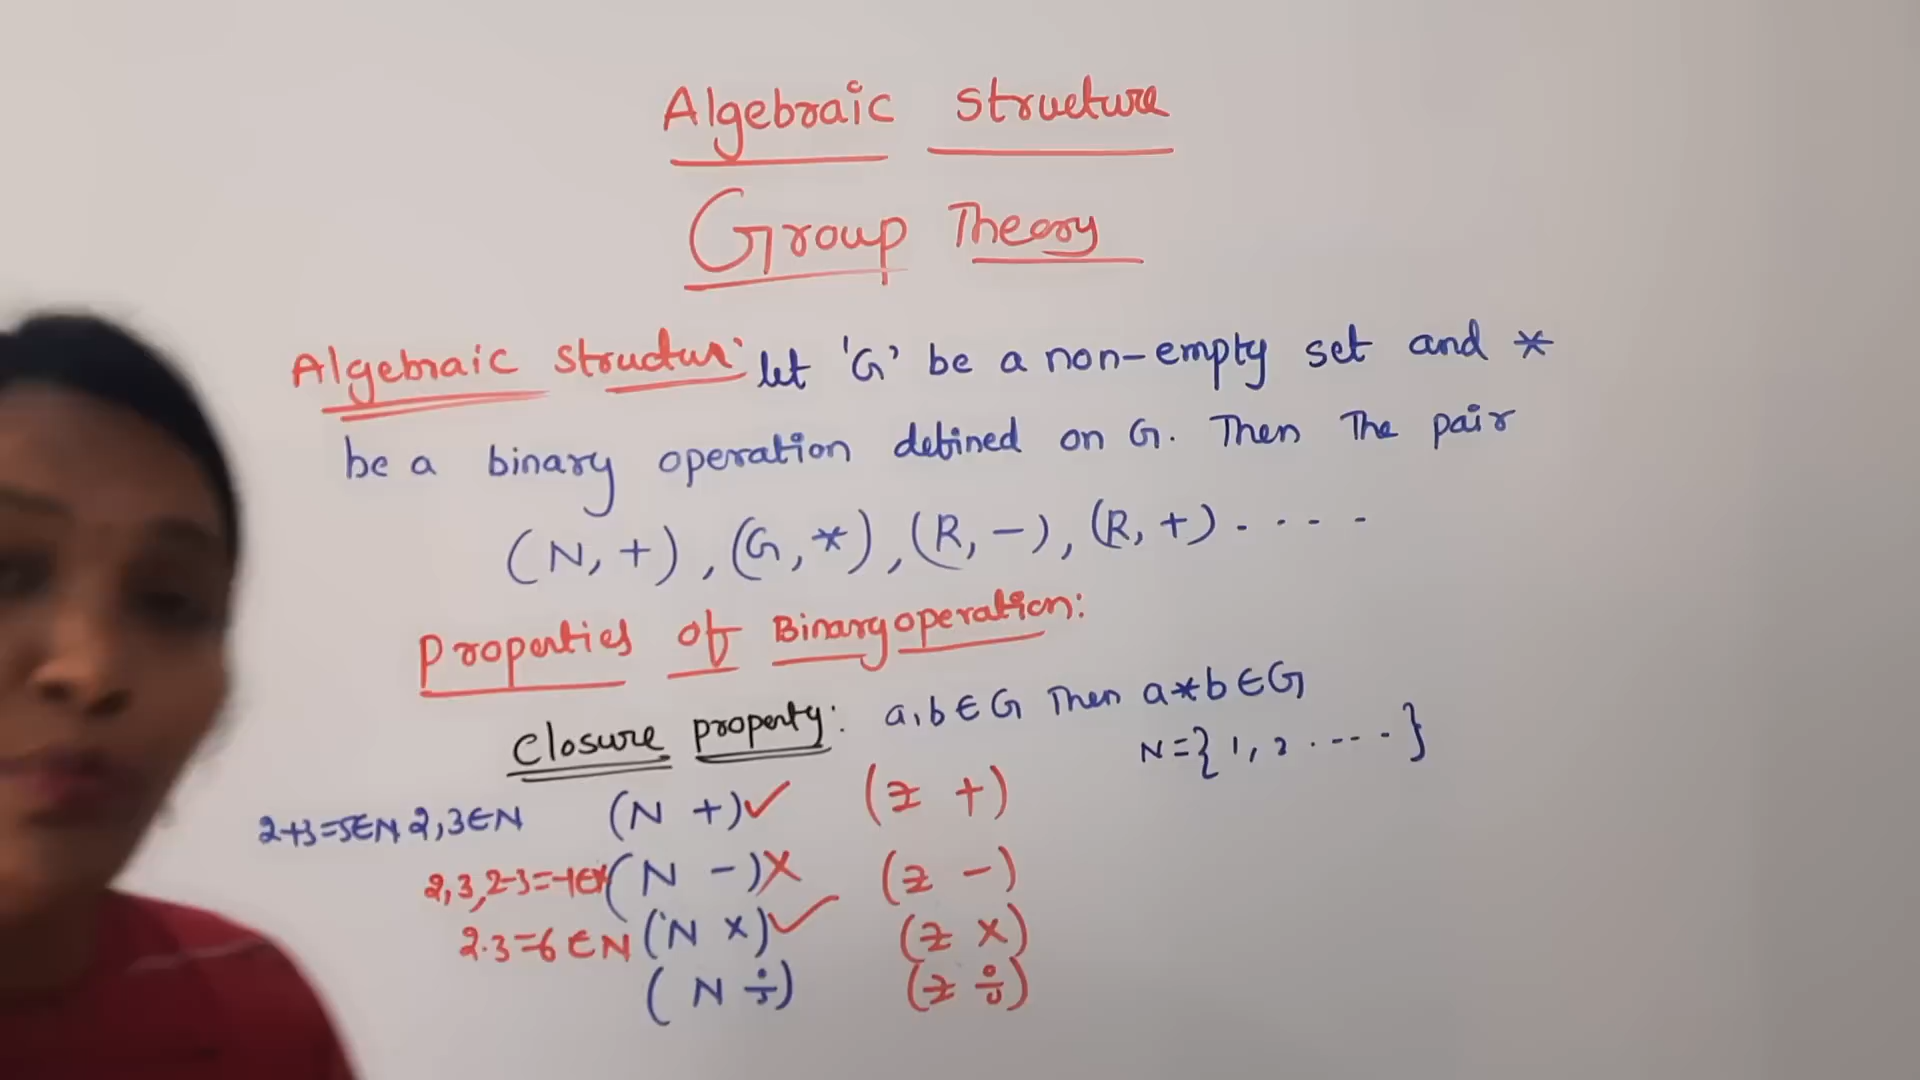 Algebraic structure
Group Theory
Algebraic structur: let 'G' be a non-empty set and *
be a binary operation defined on G. Then The pair
(N, +), (G, *), (R, -), (R, +) - - - -
Properties of Binary operation:
closure property: a, b ∈ G Then a * b ∈ G
N = { 1, 2 . - - - }
2+3=5∈N 2,3∈N (N +)✓ (Z +)
2,3, 2-3=-1∉ (N -)X (Z -)
2.3=6 ∈N (N x)✓ (Z x)
(N ÷) (Z ÷)